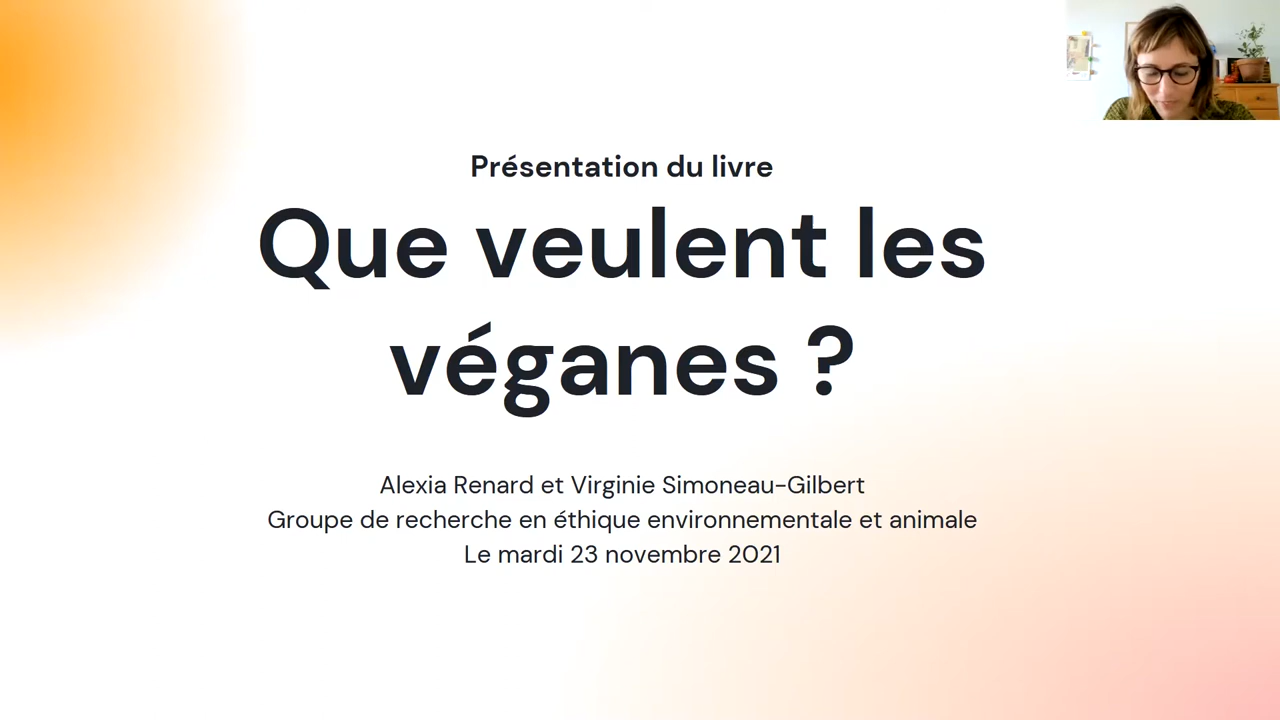 Présentation du livre
Que veulent les
véganes ?
Alexia Renard et Virginie Simoneau-Gilbert
Groupe de recherche en éthique environnementale et animale
Le mardi 23 novembre 2021